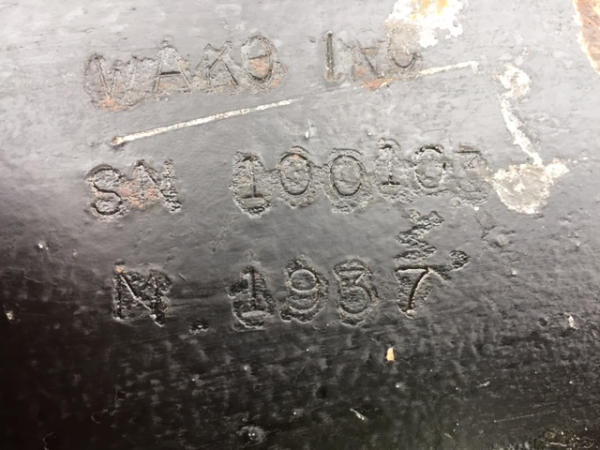 WAKO INC
SN 100103
M. 1937